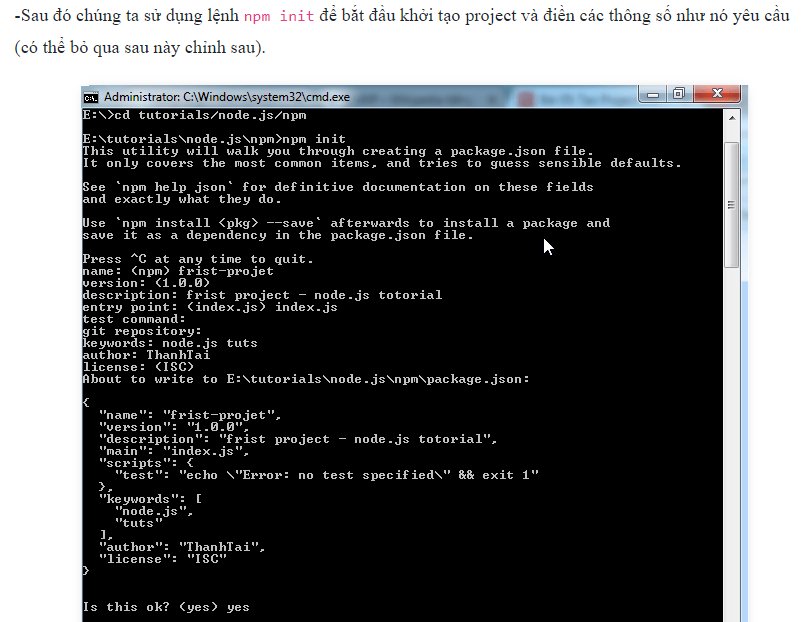 -Sau đó chúng ta sử dụng lệnh npm init để bắt đầu khởi tạo project và điền các thông số như nó yêu cầu
(có thể bỏ qua sau này chỉnh sau).
Administrator: C:\Windows\system32\cmd.exe
E:\>cd tutorials/node.js/npm
E:\tutorials\node.js\npm>npm init
This utility will walk you through creating a package.json file.
It only covers the most common items, and tries to guess sensible defaults.
See `npm help json` for definitive documentation on these fields
and exactly what they do.
Use `npm install <pkg> --save` afterwards to install a package and
save it as a dependency in the package.json file.
Press ^C at any time to quit.
name: (npm) frist-projet
version: (1.0.0)
description: frist project - node.js totorial
entry point: (index.js) index.js
test command:
git repository:
keywords: node.js tuts
author: ThanhTai
license: (ISC)
About to write to E:\tutorials\node.js\npm\package.json:
{
  "name": "frist-projet",
  "version": "1.0.0",
  "description": "frist project - node.js totorial",
  "main": "index.js",
  "scripts": {
    "test": "echo \"Error: no test specified\" && exit 1"
  },
  "keywords": [
    "node.js",
    "tuts"
  ],
  "author": "ThanhTai",
  "license": "ISC"
}
Is this ok? (yes) yes